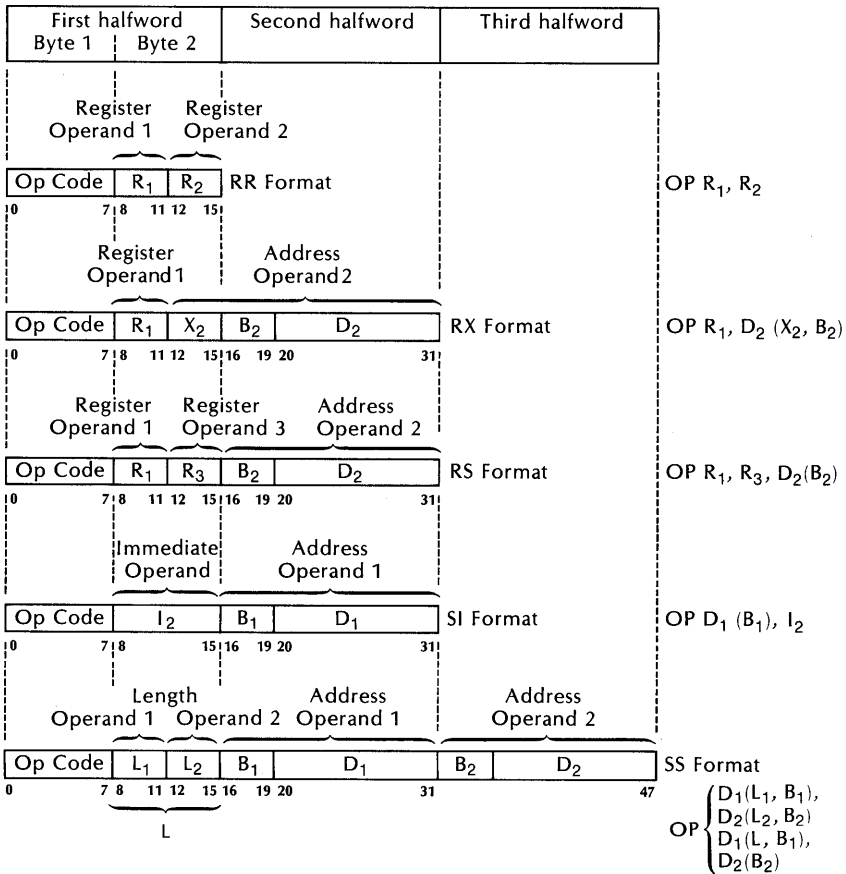 First halfword Second halfword Third halfword
Byte 1 Byte 2
Register Register
Operand 1 Operand 2
Op Code R₁ R₂ RR Format OP R₁, R₂
0 7 8 11 12 15
Register Address
Operand 1 Operand 2
Op Code R₁ X₂ B₂ D₂ RX Format OP R₁, D₂ (X₂, B₂)
0 7 8 11 12 15 16 19 20 31
Register Register Address
Operand 1 Operand 3 Operand 2
Op Code R₁ R₃ B₂ D₂ RS Format OP R₁, R₃, D₂(B₂)
0 7 8 11 12 15 16 19 20 31
Immediate Address
Operand Operand 1
Op Code I₂ B₁ D₁ SI Format OP D₁ (B₁), I₂
0 7 8 15 16 19 20 31
Length Address Address
Operand 1 Operand 2 Operand 1 Operand 2
Op Code L₁ L₂ B₁ D₁ B₂ D₂ SS Format
0 7 8 11 12 15 16 19 20 31 47
L
OP
D₁(L₁, B₁),
D₂(L₂, B₂)
D₁(L, B₁),
D₂(B₂)